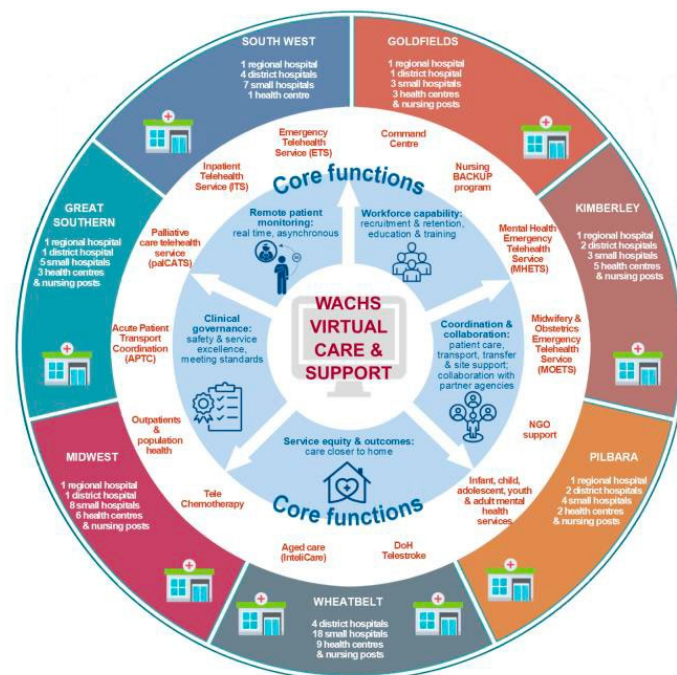 SOUTH WEST
1 regional hospital
4 district hospitals
7 small hospitals
1 health centre
GOLDFIELDS
1 regional hospital
1 district hospital
3 small hospitals
3 health centres
& nursing posts
KIMBERLEY
1 regional hospital
2 district hospitals
3 small hospitals
5 health centres
& nursing posts
PILBARA
1 regional hospital
2 district hospitals
4 small hospitals
2 health centres
& nursing posts
WHEATBELT
4 district hospitals
18 small hospitals
9 health centres
& nursing posts
MIDWEST
1 regional hospital
1 district hospital
8 small hospitals
6 health centres
& nursing posts
GREAT
SOUTHERN
1 regional hospital
1 district hospital
5 small hospitals
3 health centres
& nursing posts
Emergency
Telehealth
Service (ETS)
Command
Centre
Nursing
BACKUP
program
Mental Health
Emergency
Telehealth
Service
(MHETS)
Midwifery &
Obstetrics
Emergency
Telehealth
Service
(MOETS)
NGO
support
Infant, child,
adolescent, youth
& adult mental
health
services
DoH
Telestroke
Aged care
(InteliCare)
Tele
Chemotherapy
Outpatients
&
population
health
Acute Patient
Transport
Coordination
(APTC)
Palliative
care telehealth
service
(palCATS)
Inpatient
Telehealth
Service (ITS)
Core functions
Remote patient
monitoring:
real time, asynchronous
Workforce capability:
recruitment & retention,
education & training
Coordination &
collaboration:
patient care,
transport, transfer
& site support;
collaboration with
partner agencies
Service equity & outcomes:
care closer to home
Clinical
governance:
safety & service
excellence,
meeting standards
Core functions
WACHS
VIRTUAL
CARE &
SUPPORT